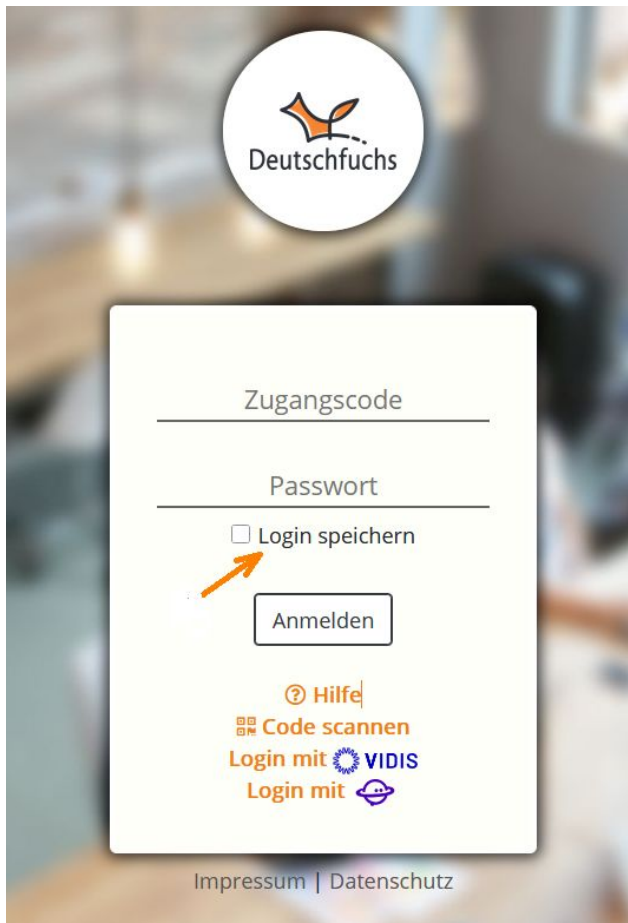 Deutschfuchs
Zugangscode
Passwort
Login speichern
Anmelden
Hilfe
Code scannen
Login mit VIDIS
Login mit
Impressum | Datenschutz